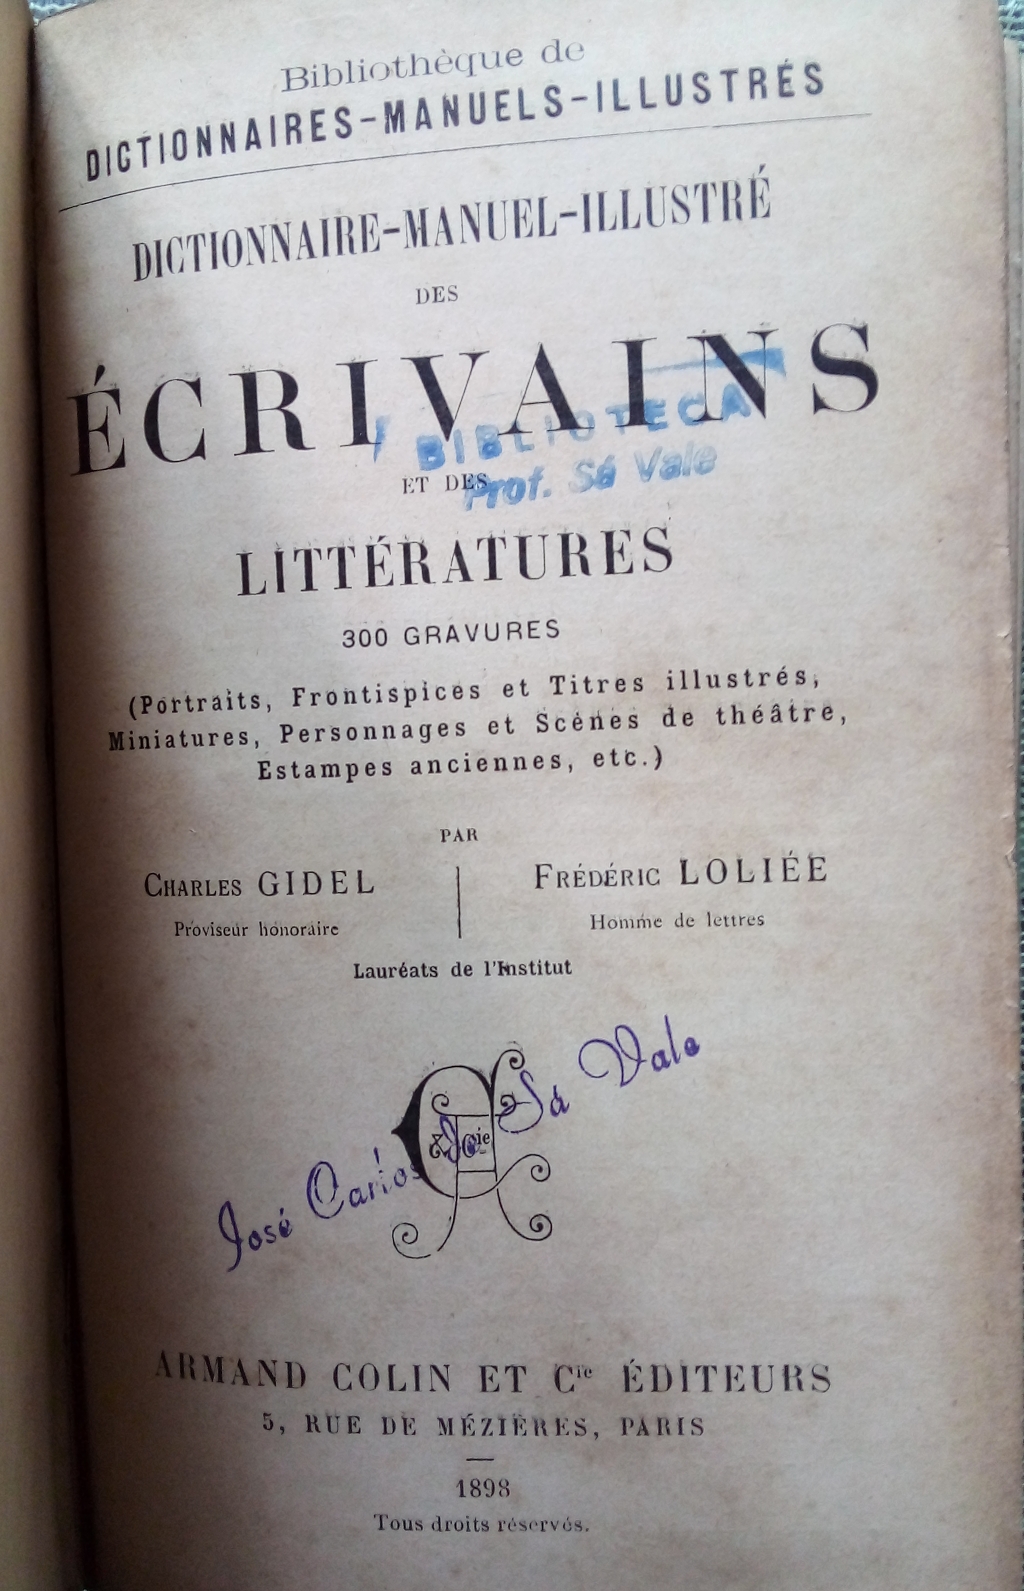 Bibliothèque de
DICTIONNAIRES-MANUELS-ILLUSTRÉS
DICTIONNAIRE-MANUEL-ILLUSTRÉ
DES
ÉCRIVAINS
BIBLIOTECA
ET DES
Prof. Sá Vale
LITTÉRATURES
300 GRAVURES
(Portraits, Frontispices et Titres illustrés,
Miniatures, Personnages et Scènes de théâtre,
Estampes anciennes, etc.)
PAR
CHARLES GIDEL
Proviseur honoraire
FRÉDÉRIC LOLIÉE
Homme de lettres
Lauréats de l'Institut
José Carlos de Sá Vale
AC & Cie
ARMAND COLIN ET Cie ÉDITEURS
5, RUE DE MÉZIÈRES, PARIS
1898
Tous droits réservés.